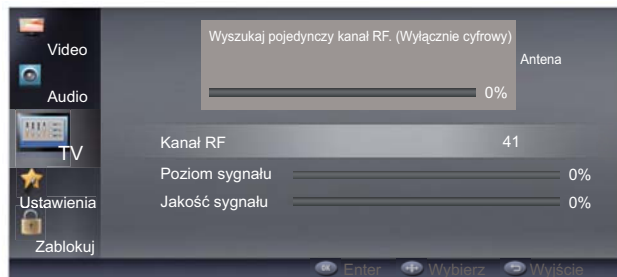 Video
Audio
TV
Ustawienia
Zablokuj
Wyszukaj pojedynczy kanał RF. (Wyłącznie cyfrowy)
Antena
0%
Kanał RF 41
Poziom sygnału 0%
Jakość sygnału 0%
OK Enter Wybierz Wyjście